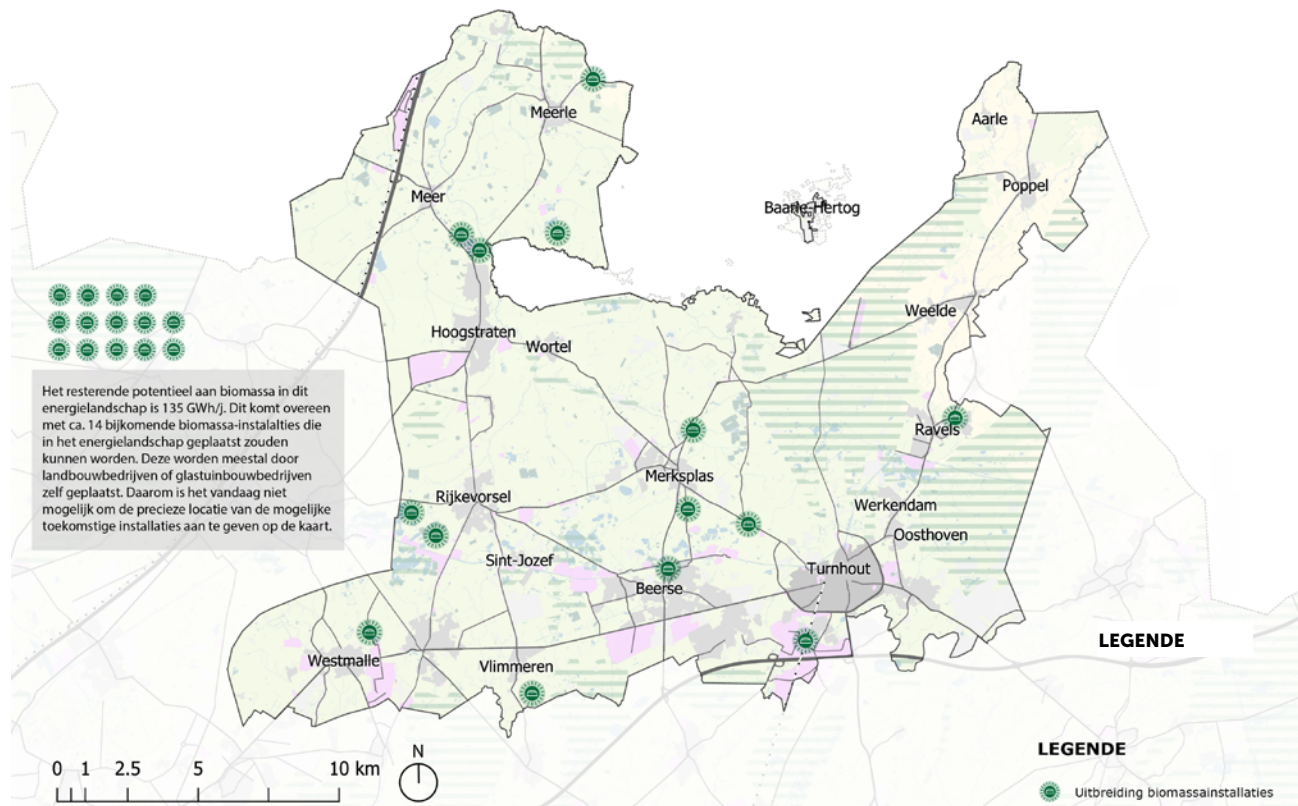 Meerle
Aarle
Poppel
Meer
Baarle-Hertog
Weelde
Hoogstraten
Wortel
Het resterende potentieel aan biomassa in dit
energielandschap is 135 GWh/j. Dit komt overeen
met ca. 14 bijkomende biomassa-instalalties die
in het energielandschap geplaatst zouden
kunnen worden. Deze worden meestal door
landbouwbedrijven of glastuinbouwbedrijven
zelf geplaatst. Daarom is het vandaag niet
mogelijk om de precieze locatie van de mogelijke
toekomstige installaties aan te geven op de kaart.
Ravels
Merksplas
Rijkevorsel
Werkendam
Oosthoven
Sint-Jozef
Turnhout
Beerse
LEGENDE
Westmalle
Vlimmeren
0 1 2.5 5 10 km
N
LEGENDE
Uitbreiding biomassainstallaties